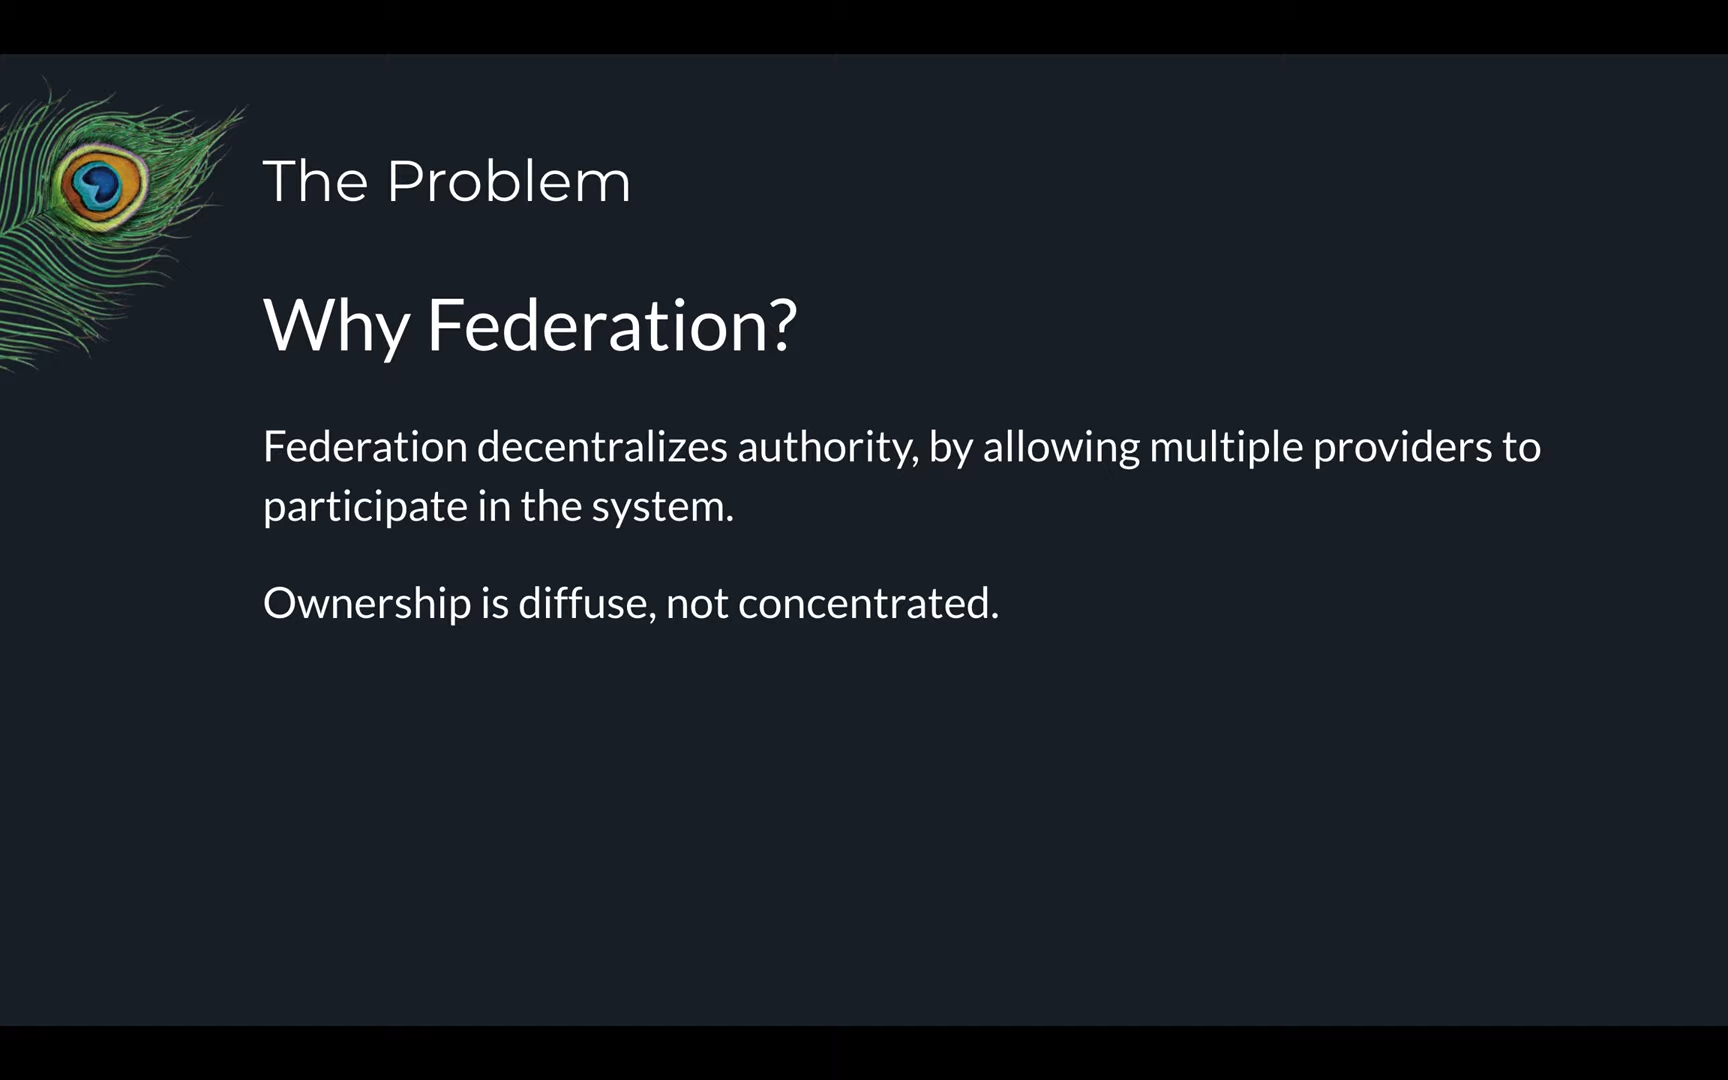 The Problem
Why Federation?
Federation decentralizes authority, by allowing multiple providers to
participate in the system.
Ownership is diffuse, not concentrated.